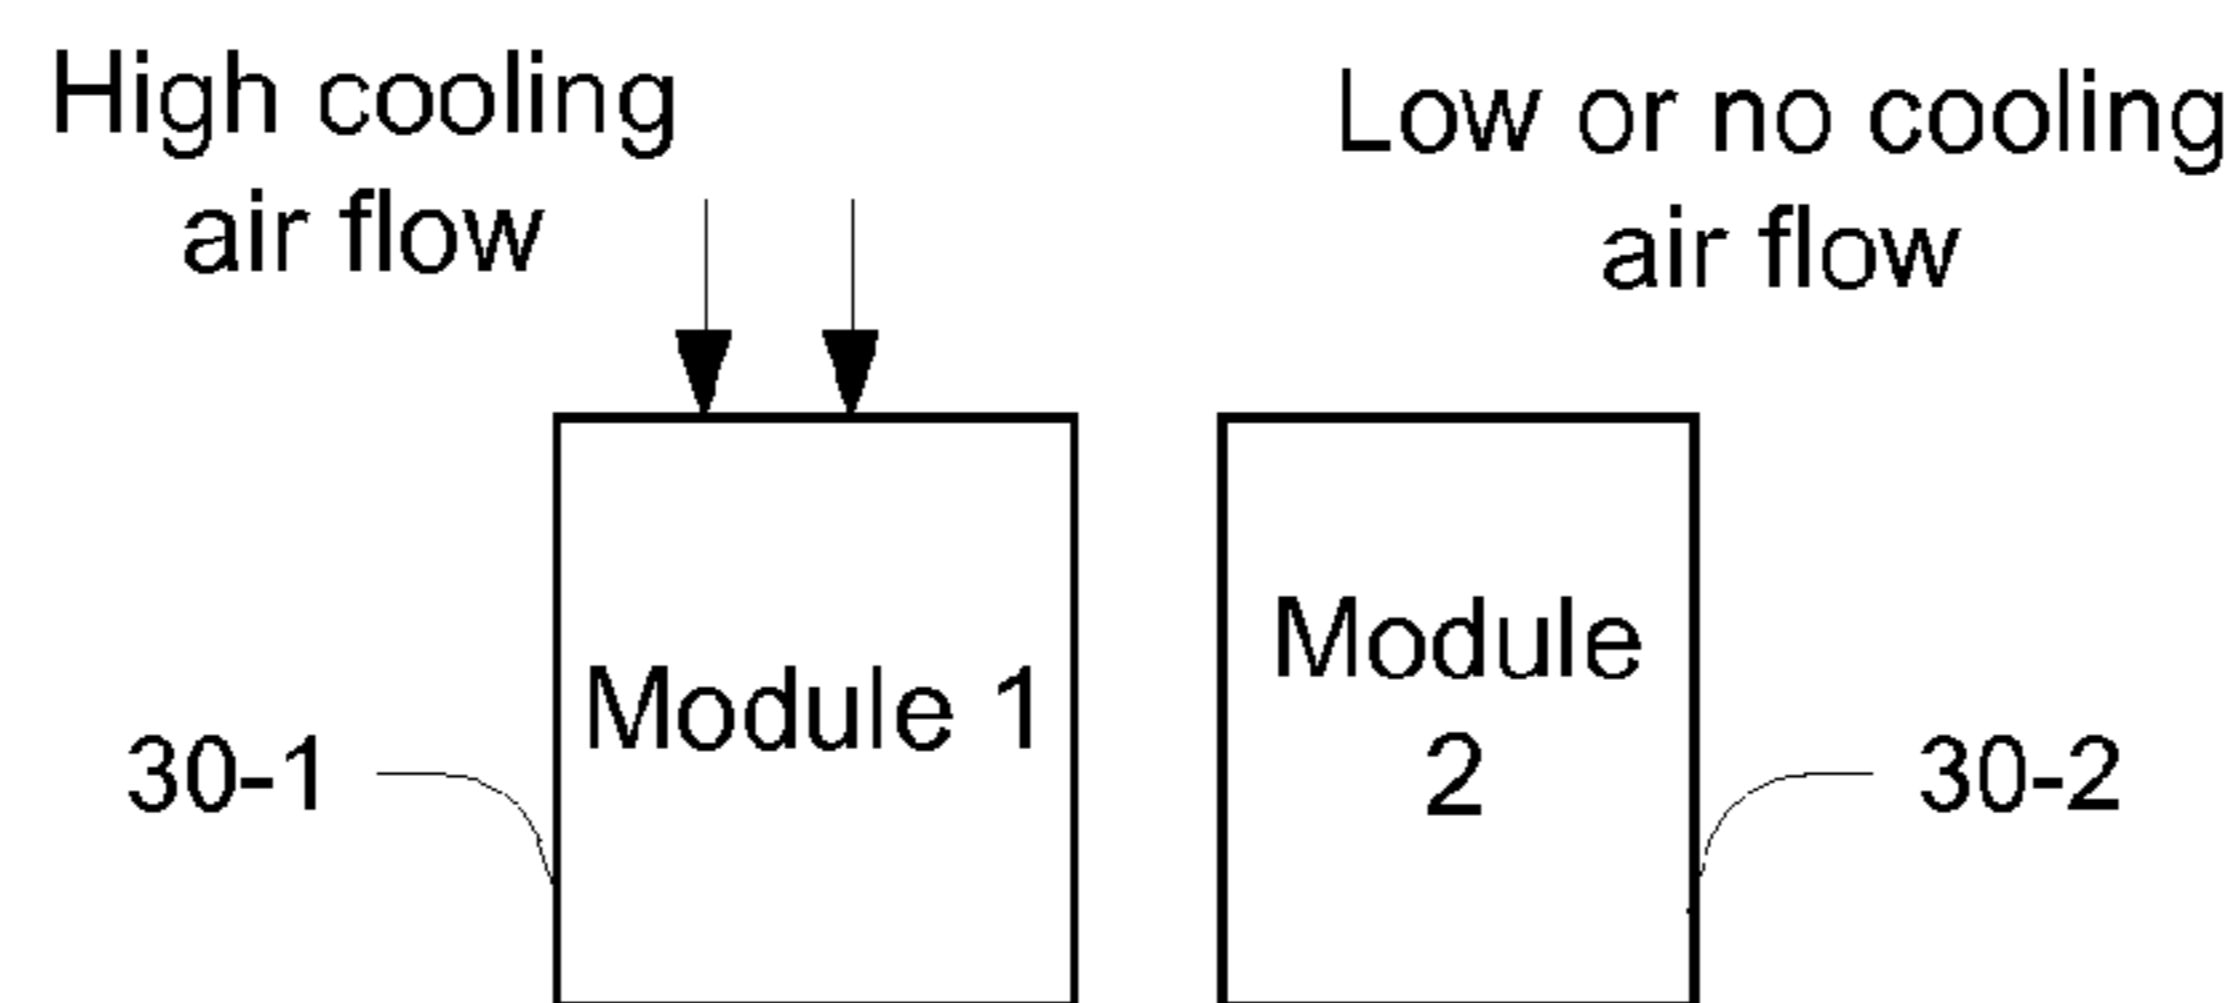 High cooling
air flow
Low or no cooling
air flow
Module 1
Module
2
30-1
30-2